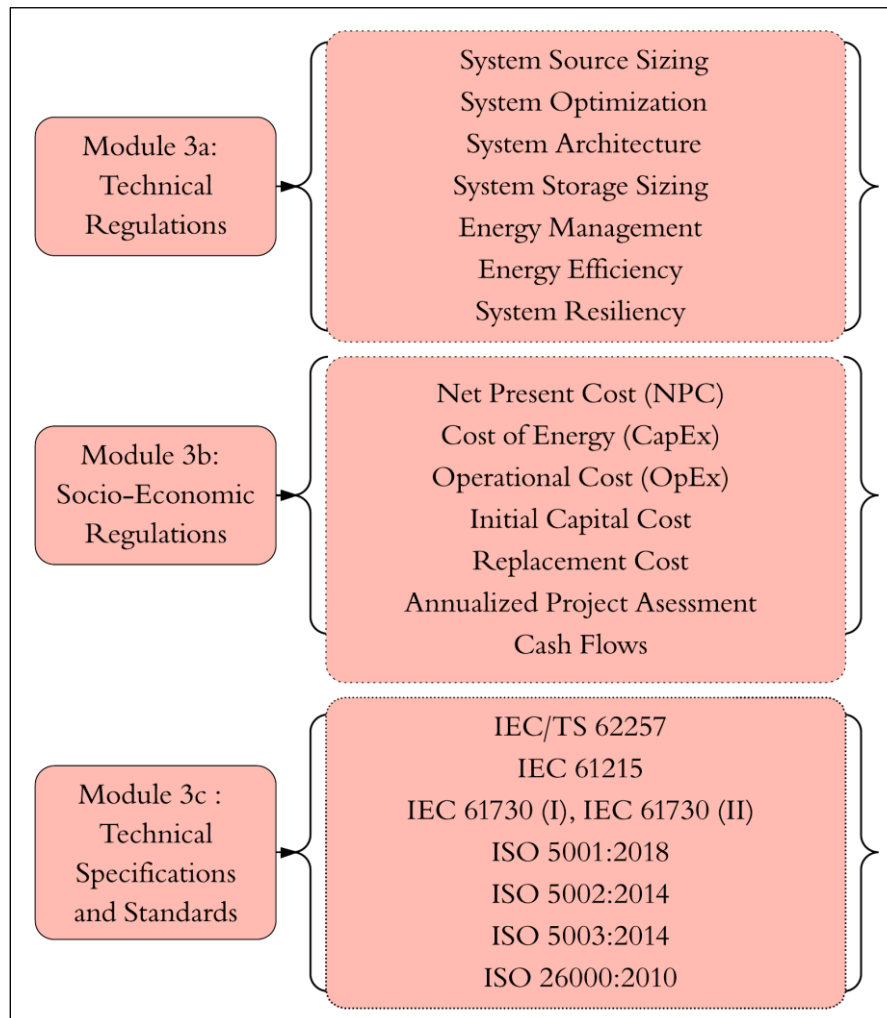 Module 3a:
Technical
Regulations
System Source Sizing
System Optimization
System Architecture
System Storage Sizing
Energy Management
Energy Efficiency
System Resiliency
Module 3b:
Socio-Economic
Regulations
Net Present Cost (NPC)
Cost of Energy (CapEx)
Operational Cost (OpEx)
Initial Capital Cost
Replacement Cost
Annualized Project Asessment
Cash Flows
Module 3c :
Technical
Specifications
and Standards
IEC/TS 62257
IEC 61215
IEC 61730 (I), IEC 61730 (II)
ISO 5001:2018
ISO 5002:2014
ISO 5003:2014
ISO 26000:2010